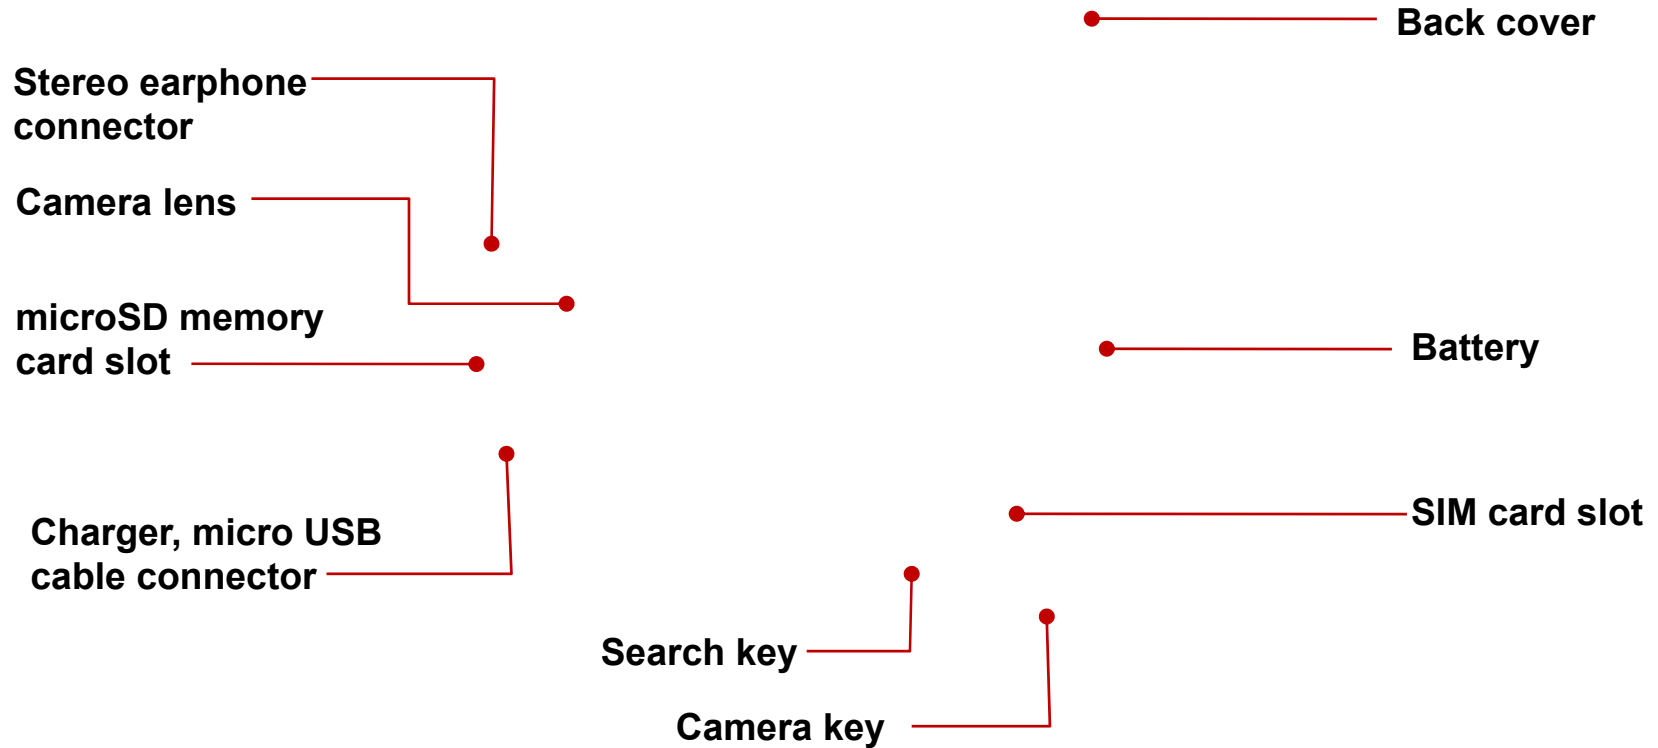 Back cover
Stereo earphone
connector
Camera lens
microSD memory
card slot
Battery
Charger, micro USB
cable connector
SIM card slot
Search key
Camera key